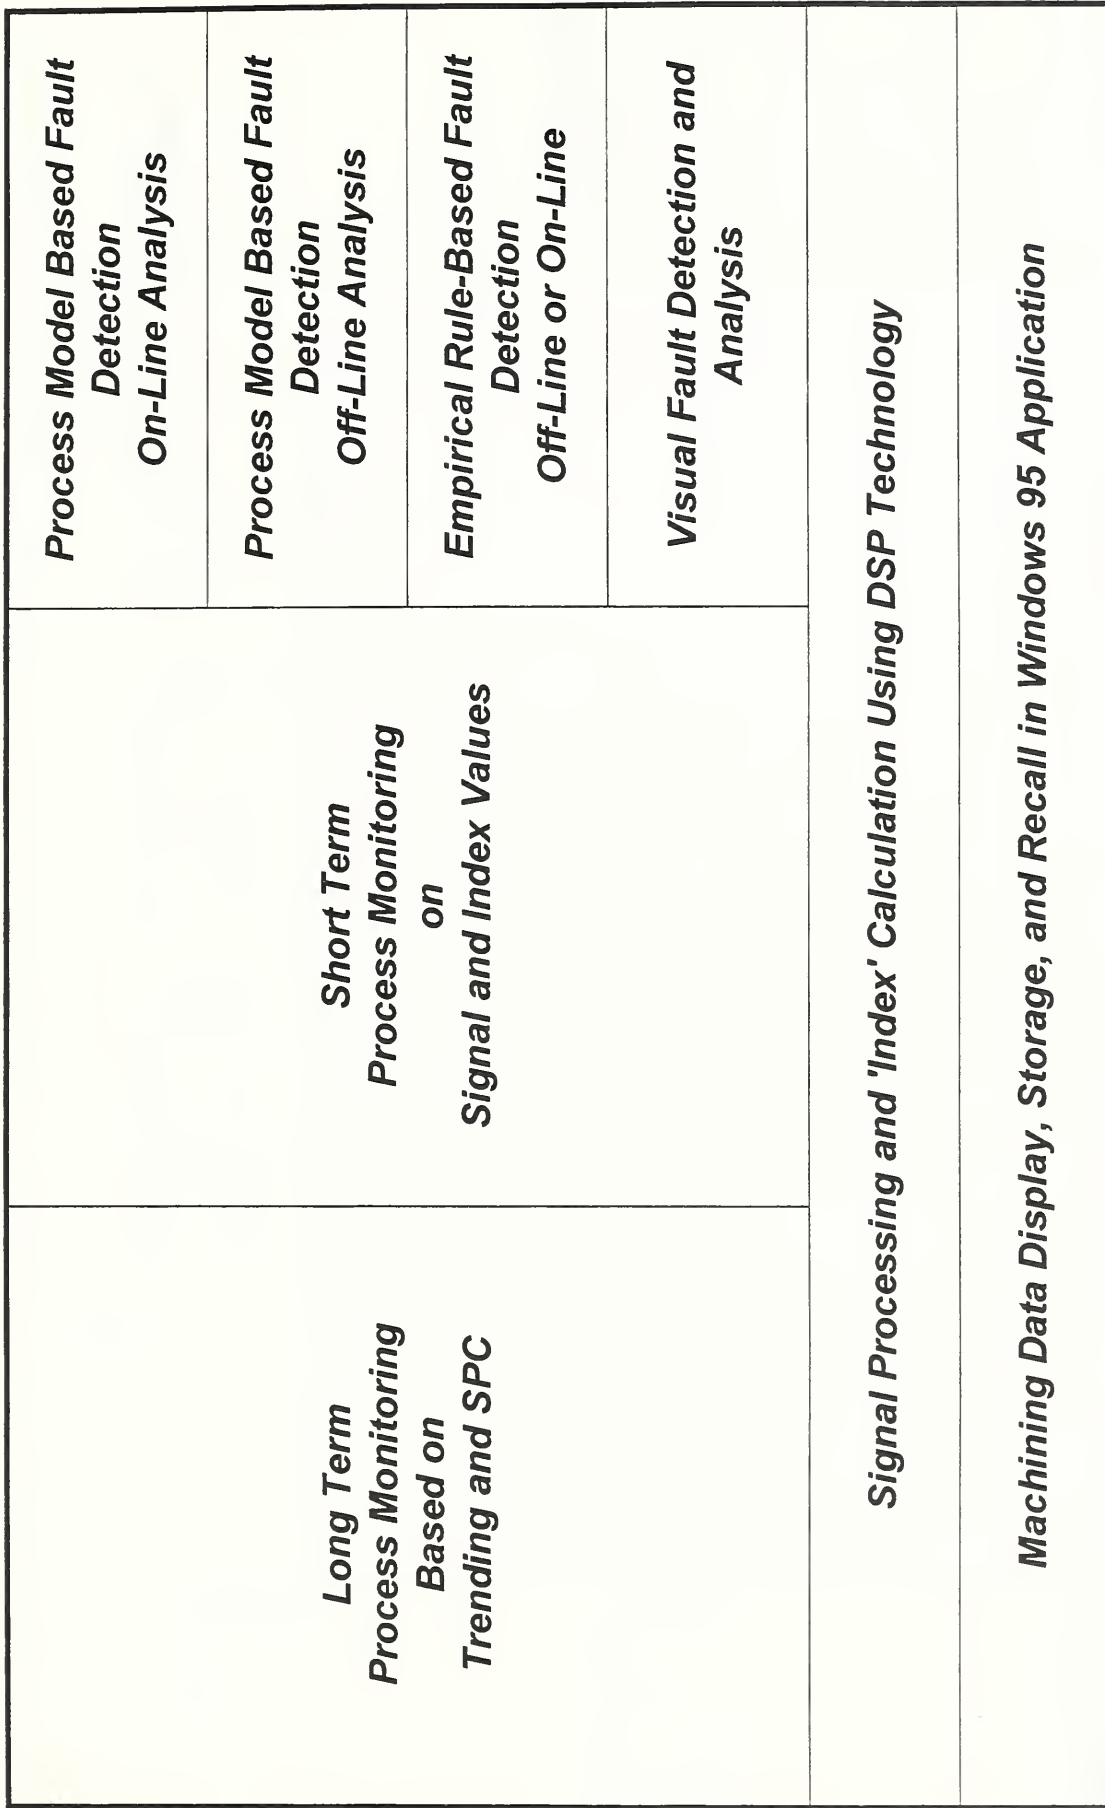 Long Term
Process Monitoring
Based on
Trending and SPC
Short Term
Process Monitoring
on
Signal and Index Values
Process Model Based Fault
Detection
On-Line Analysis
Process Model Based Fault
Detection
Off-Line Analysis
Empirical Rule-Based Fault
Detection
Off-Line or On-Line
Visual Fault Detection and
Analysis
Signal Processing and 'Index' Calculation Using DSP Technology
Machining Data Display, Storage, and Recall in Windows 95 Application